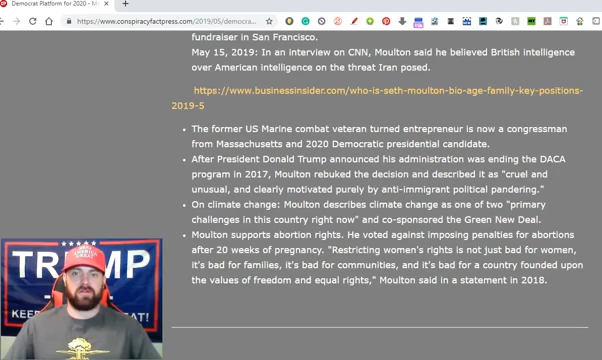 Democrat Platform for 2020 - M
https://www.conspiracyfactpress.com/2019/05/democra...
fundraiser in San Francisco.
May 15, 2019: In an interview on CNN, Moulton said he believed British intelligence
over American intelligence on the threat Iran posed.
https://www.businessinsider.com/who-is-seth-moulton-bio-age-family-key-positions-
2019-5
• The former US Marine combat veteran turned entrepreneur is now a congressman
from Massachusetts and 2020 Democratic presidential candidate.
• After President Donald Trump announced his administration was ending the DACA
program in 2017, Moulton rebuked the decision and described it as "cruel and
unusual, and clearly motivated purely by anti-immigrant political pandering."
• On climate change: Moulton describes climate change as one of two "primary
challenges in this country right now" and co-sponsored the Green New Deal.
• Moulton supports abortion rights. He voted against imposing penalties for abortions
after 20 weeks of pregnancy. "Restricting women's rights is not just bad for women,
it's bad for families, it's bad for communities, and it's bad for a country founded upon
the values of freedom and equal rights," Moulton said in a statement in 2018.
TRUMP
KEE
AT!